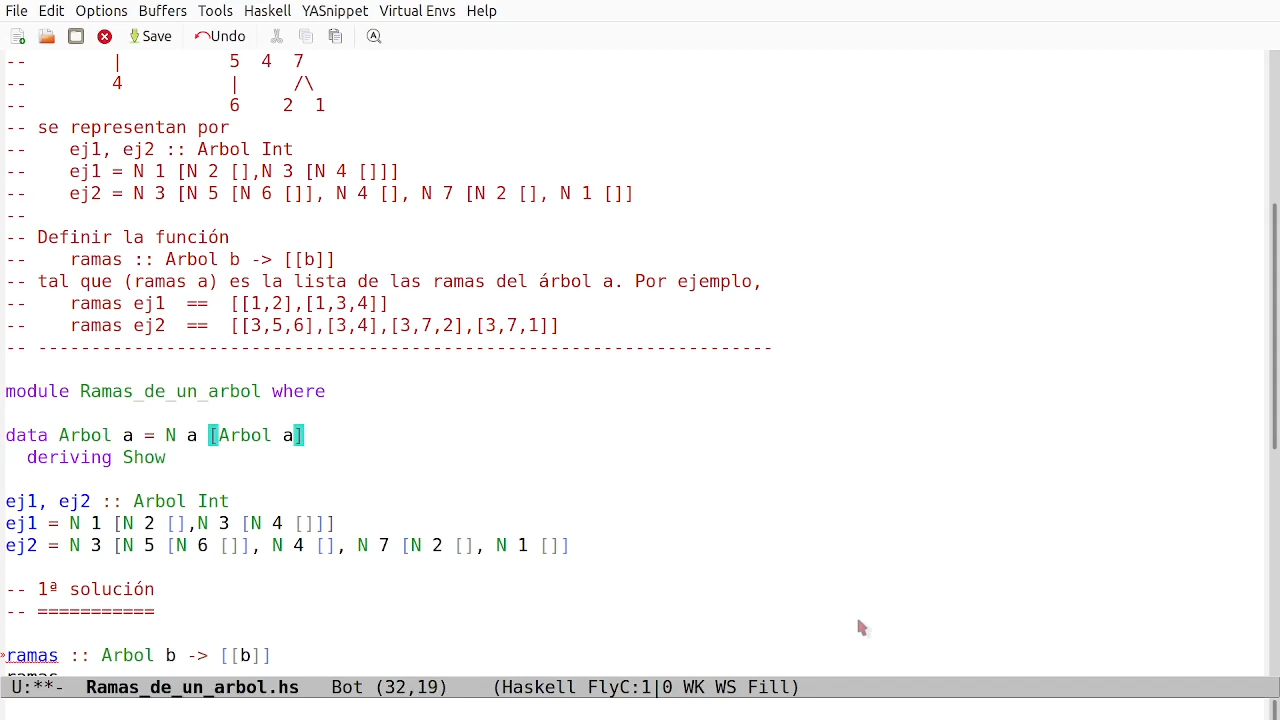 File Edit Options Buffers Tools Haskell YASnippet Virtual Envs Help
Save Undo
--        |          5  4  7
--        4          |     /\
--                   6    2  1
-- se representan por
--    ej1, ej2 :: Arbol Int
--    ej1 = N 1 [N 2 [],N 3 [N 4 []]]
--    ej2 = N 3 [N 5 [N 6 []], N 4 [], N 7 [N 2 [], N 1 []]
--
-- Definir la función
--    ramas :: Arbol b -> [[b]]
-- tal que (ramas a) es la lista de las ramas del árbol a. Por ejemplo,
--    ramas ej1  ==  [[1,2],[1,3,4]]
--    ramas ej2  ==  [[3,5,6],[3,4],[3,7,2],[3,7,1]]
-- ---------------------------------------------------------------------
module Ramas_de_un_arbol where
data Arbol a = N a [Arbol a]
  deriving Show
ej1, ej2 :: Arbol Int
ej1 = N 1 [N 2 [],N 3 [N 4 []]]
ej2 = N 3 [N 5 [N 6 []], N 4 [], N 7 [N 2 [], N 1 []]
-- 1ª solución
-- ===========
ramas :: Arbol b -> [[b]]
ramas
U:**-  Ramas_de_un_arbol.hs   Bot (32,19)    (Haskell FlyC:1|0 WK WS Fill)